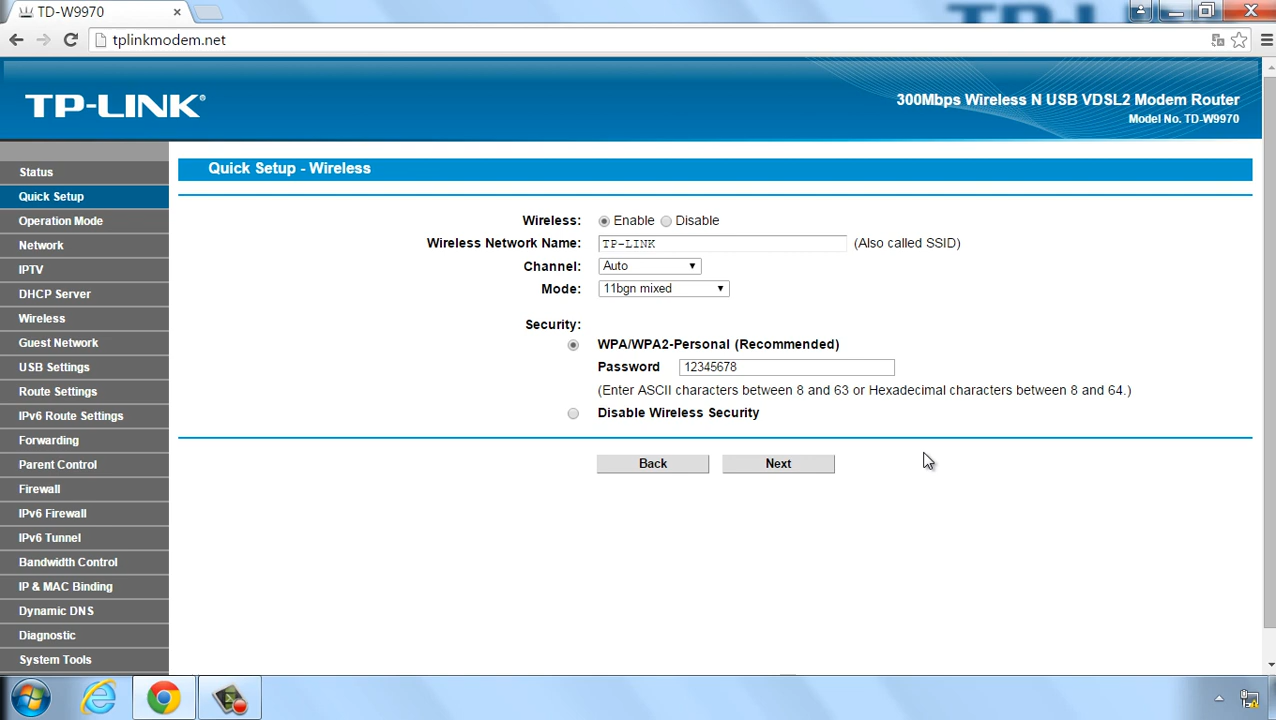 TD-W9970
tplinkmodem.net
TP-LINK®
300Mbps Wireless N USB VDSL2 Modem Router
Model No. TD-W9970
Status
Quick Setup
Operation Mode
Network
IPTV
DHCP Server
Wireless
Guest Network
USB Settings
Route Settings
IPv6 Route Settings
Forwarding
Parent Control
Firewall
IPv6 Firewall
IPv6 Tunnel
Bandwidth Control
IP & MAC Binding
Dynamic DNS
Diagnostic
System Tools
Quick Setup - Wireless
Wireless: Enable Disable
Wireless Network Name: TP-LINK (Also called SSID)
Channel: Auto
Mode: 11bgn mixed
Security:
WPA/WPA2-Personal (Recommended)
Password 12345678
(Enter ASCII characters between 8 and 63 or Hexadecimal characters between 8 and 64.)
Disable Wireless Security
Back Next